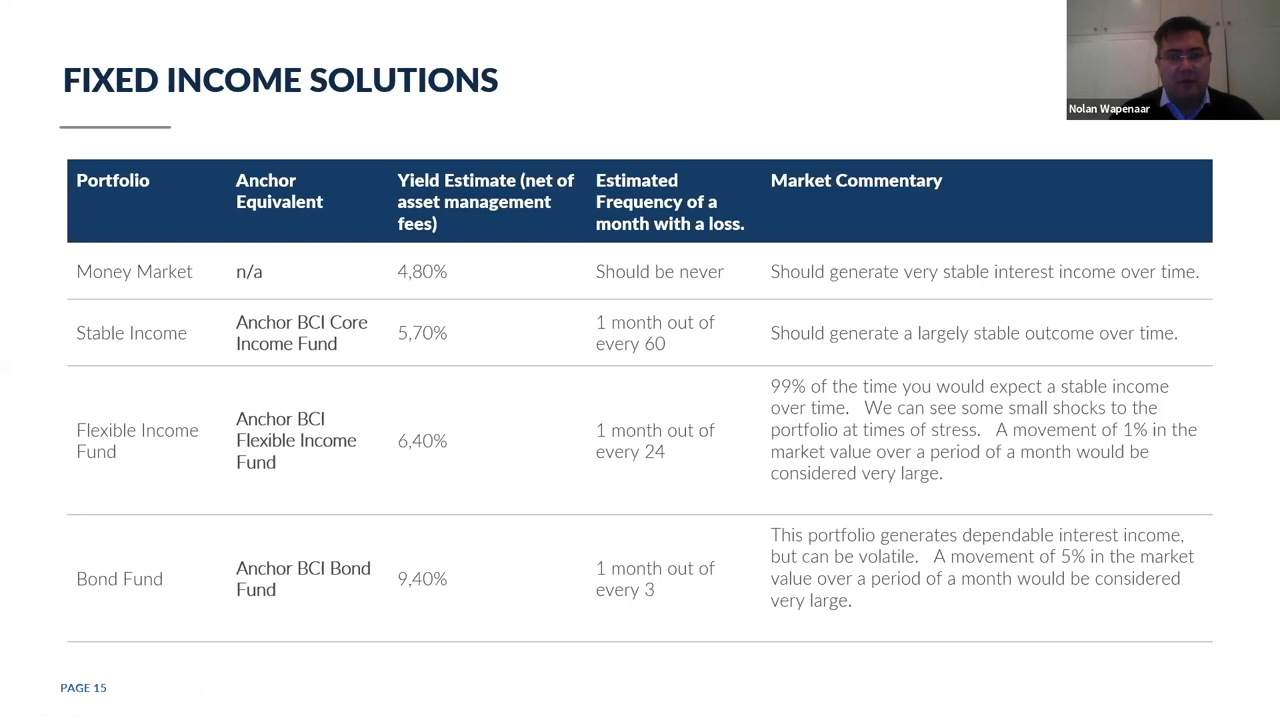 FIXED INCOME SOLUTIONS
Nolan Wapenaar
Portfolio
Anchor
Equivalent
Yield Estimate (net of
asset management
fees)
Estimated
Frequency of a
month with a loss.
Market Commentary
Money Market
n/a
4,80%
Should be never
Should generate very stable interest income over time.
Stable Income
Anchor BCI Core
Income Fund
5,70%
1 month out of
every 60
Should generate a largely stable outcome over time.
Flexible Income
Fund
Anchor BCI
Flexible Income
Fund
6,40%
1 month out of
every 24
99% of the time you would expect a stable income
over time. We can see some small shocks to the
portfolio at times of stress. A movement of 1% in the
market value over a period of a month would be
considered very large.
Bond Fund
Anchor BCI Bond
Fund
9,40%
1 month out of
every 3
This portfolio generates dependable interest income,
but can be volatile. A movement of 5% in the market
value over a period of a month would be considered
very large.
PAGE 15